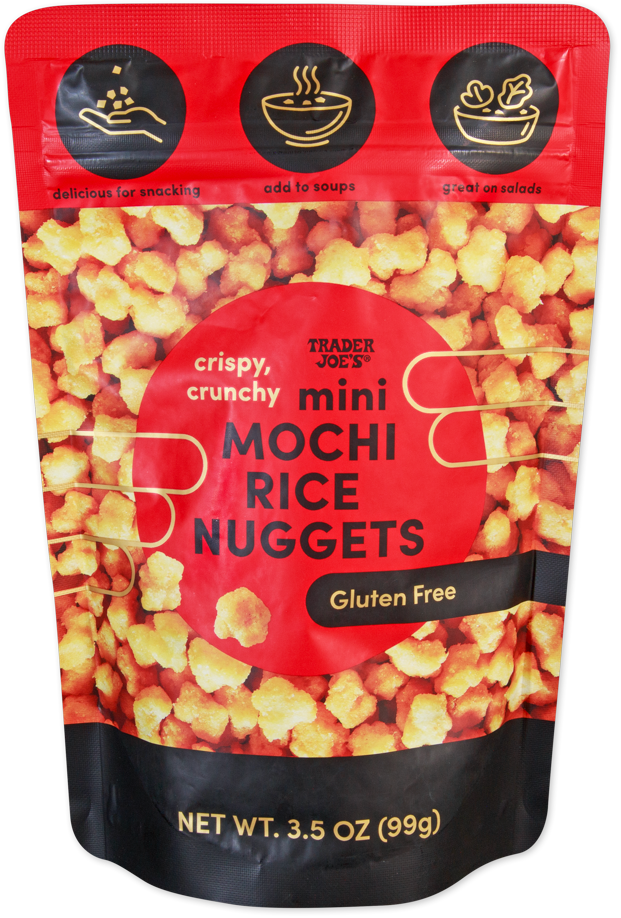 delicious for snacking
add to soups
great on salads
TRADER
JOE'S®
crispy,
crunchy
mini
MOCHI
RICE
NUGGETS
Gluten Free
NET WT. 3.5 OZ (99g)